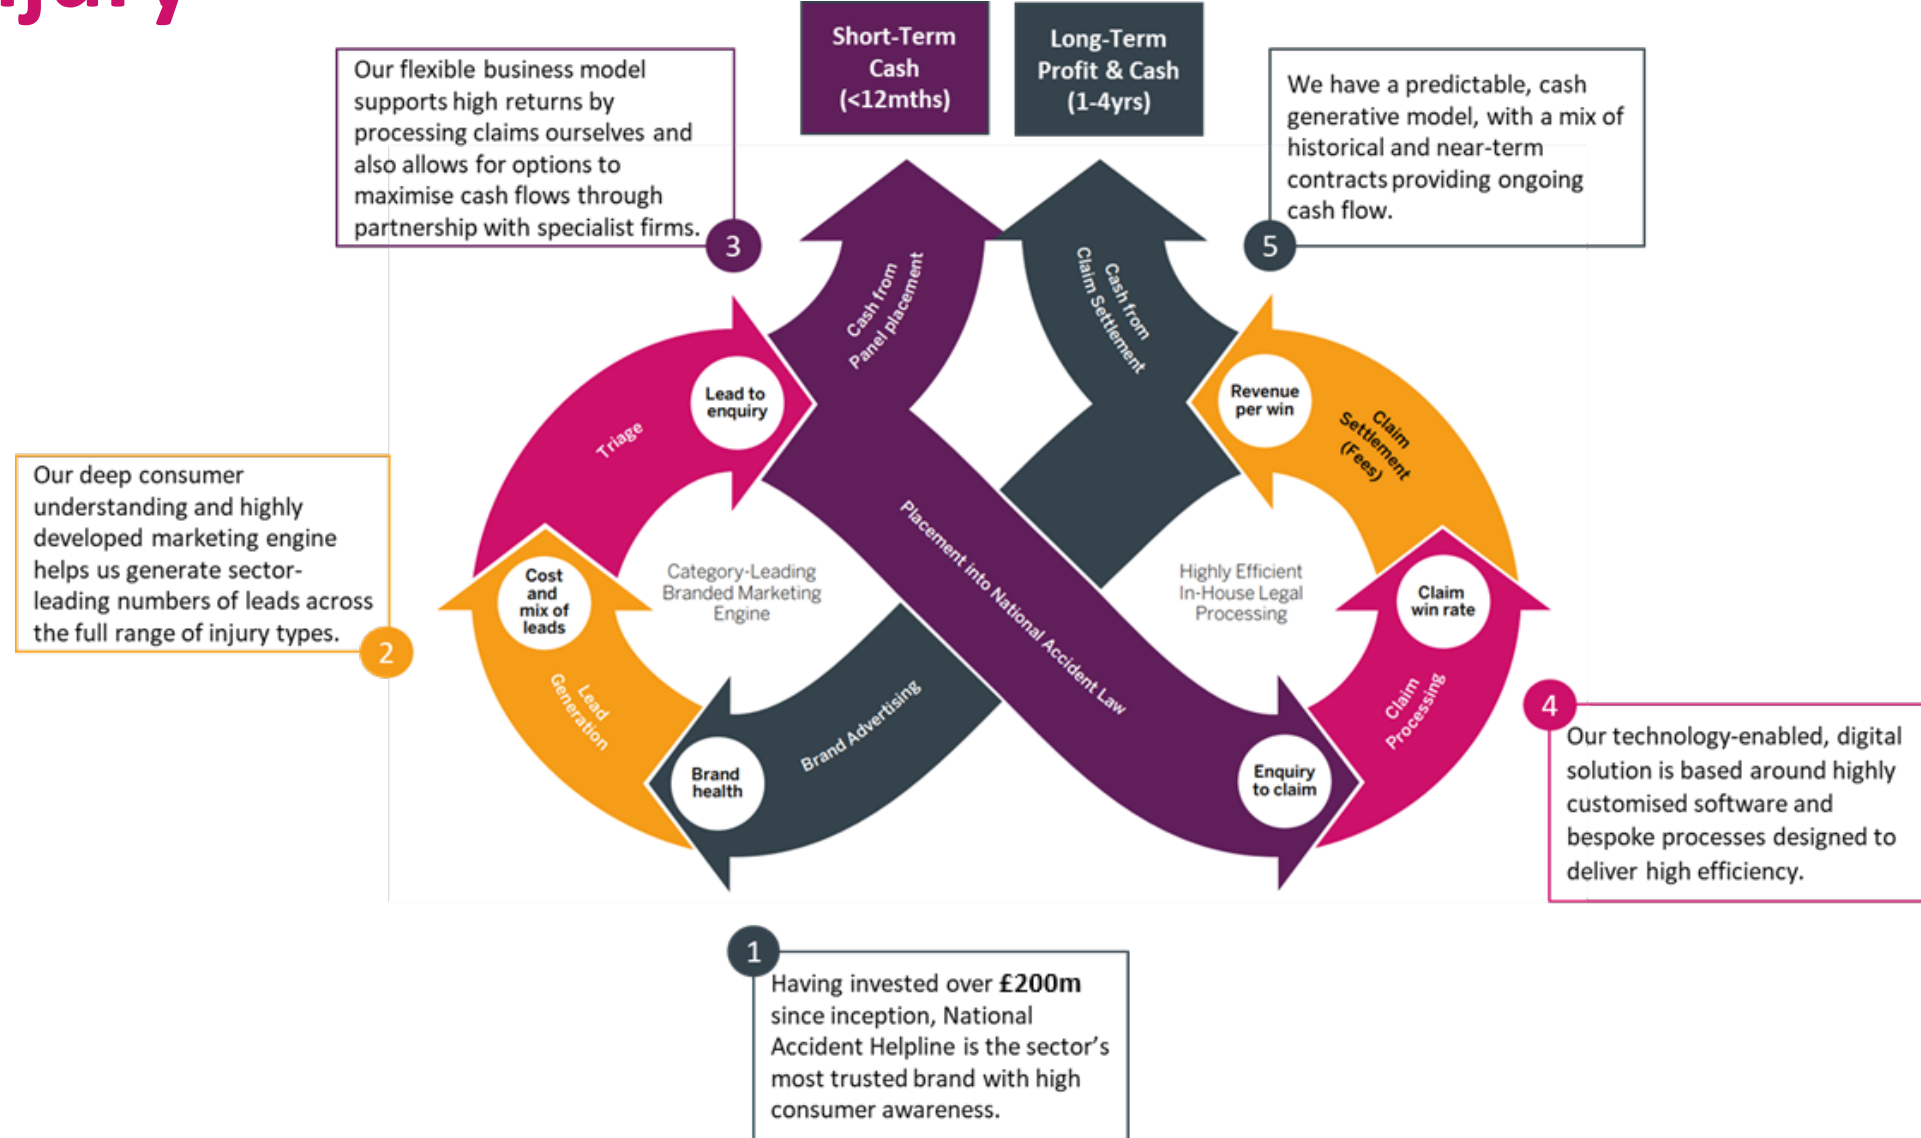 Short-Term
Cash
(<12mths)
Long-Term
Profit & Cash
(1-4yrs)
Our flexible business model
supports high returns by
processing claims ourselves and
also allows for options to
maximise cash flows through
partnership with specialist firms.
3
We have a predictable, cash
generative model, with a mix of
historical and near-term
contracts providing ongoing
cash flow.
5
Cash from
Panel placement
Cash from
Claim Settlement
Lead to
enquiry
Triage
Revenue
per win
Claim
Settlement
(Fees)
Our deep consumer
understanding and highly
developed marketing engine
helps us generate sector-
leading numbers of leads across
the full range of injury types.
2
Cost
and
mix of
leads
Category-Leading
Branded Marketing
Engine
Placement into National Accident Law
Highly Efficient
In-House Legal
Processing
Claim
win rate
Lead
Generation
Brand Advertising
Brand
health
Enquiry
to claim
Claim
Processing
4
Our technology-enabled, digital
solution is based around highly
customised software and
bespoke processes designed to
deliver high efficiency.
1
Having invested over £200m
since inception, National
Accident Helpline is the sector’s
most trusted brand with high
consumer awareness.